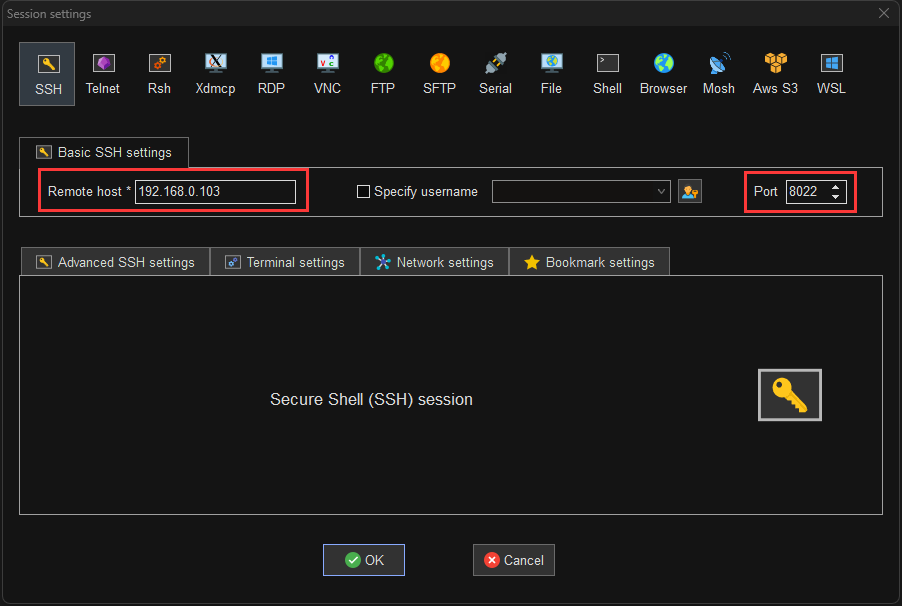 Session settings
SSH Telnet Rsh Xdmcp RDP VNC FTP SFTP Serial File Shell Browser Mosh Aws S3 WSL
Basic SSH settings
Remote host * 192.168.0.103 Specify username Port 8022
Advanced SSH settings Terminal settings Network settings Bookmark settings
Secure Shell (SSH) session
OK Cancel